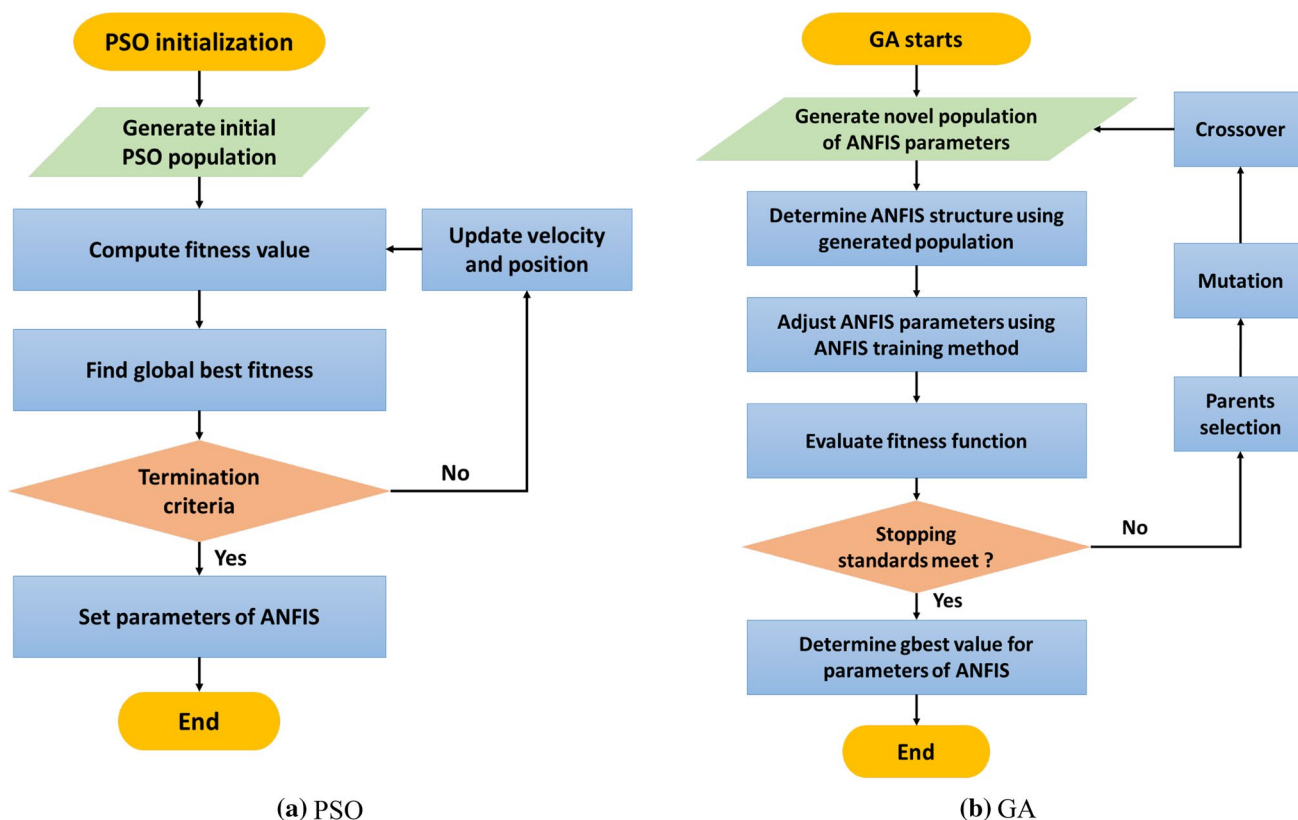 PSO initialization
Generate initial
PSO population
Compute fitness value
Update velocity
and position
Find global best fitness
Termination
criteria
No
Yes
Set parameters of ANFIS
End
(a) PSO
GA starts
Generate novel population
of ANFIS parameters
Crossover
Determine ANFIS structure using
generated population
Mutation
Adjust ANFIS parameters using
ANFIS training method
Parents
selection
Evaluate fitness function
Stopping
standards meet ?
No
Yes
Determine gbest value for
parameters of ANFIS
End
(b) GA